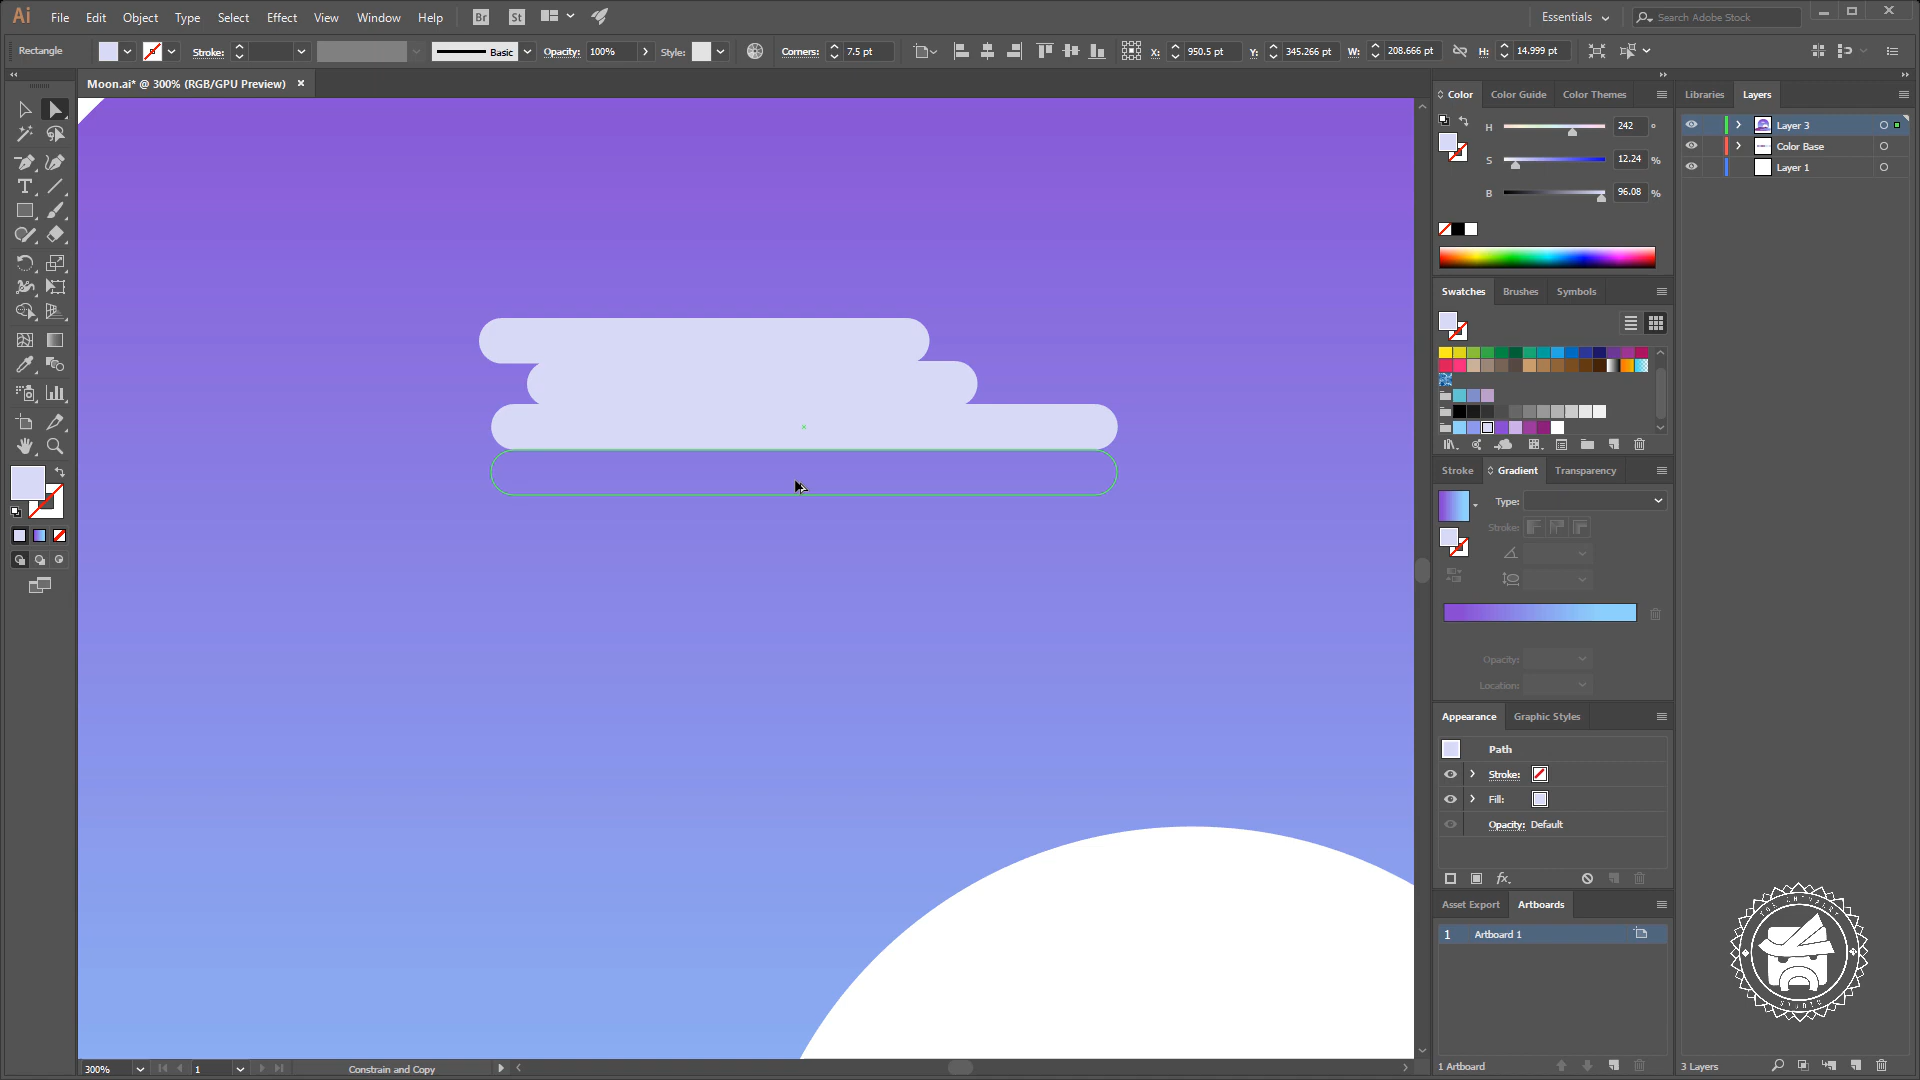 Ai File Edit Object Type Select Effect View Window Help Br St Essentials Search Adobe Stock
Rectangle Stroke: Basic Opacity: 100% Style: Corners: 7.5 pt X: 950.5 pt Y: 345.266 pt W: 208.666 pt H: 14.999 pt
Moon.ai* @ 300% (RGB/GPU Preview)
Color Color Guide Color Themes
H 242 °
S 12.24 %
B 96.08 %
Swatches Brushes Symbols
Stroke Gradient Transparency
Type:
Stroke:
Opacity:
Location:
Appearance Graphic Styles
Path
Stroke:
Fill:
Opacity: Default
fx
Asset Export Artboards
1 Artboard 1
1 Artboard
Libraries Layers
Layer 3
Color Base
Layer 1
3 Layers
300% 1 Constrain and Copy